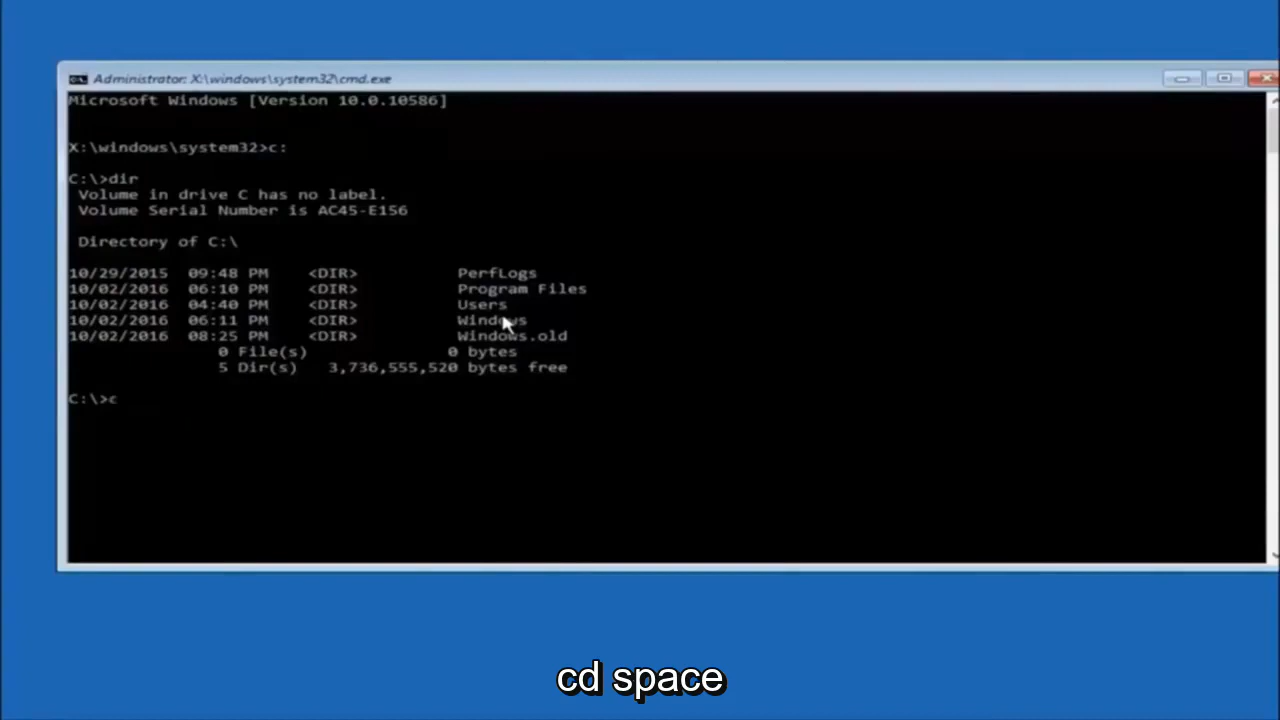 Administrator: X:\windows\system32\cmd.exe
Microsoft Windows [Version 10.0.10586]
X:\windows\system32>c:
C:\>dir
Volume in drive C has no label.
Volume Serial Number is AC45-E156
Directory of C:\
10/29/2015 09:48 PM <DIR> PerfLogs
10/02/2016 06:10 PM <DIR> Program Files
10/02/2016 04:40 PM <DIR> Users
10/02/2016 06:11 PM <DIR> Windows
10/02/2016 08:25 PM <DIR> Windows.old
0 File(s) 0 bytes
5 Dir(s) 3,736,555,520 bytes free
C:\>c
cd space